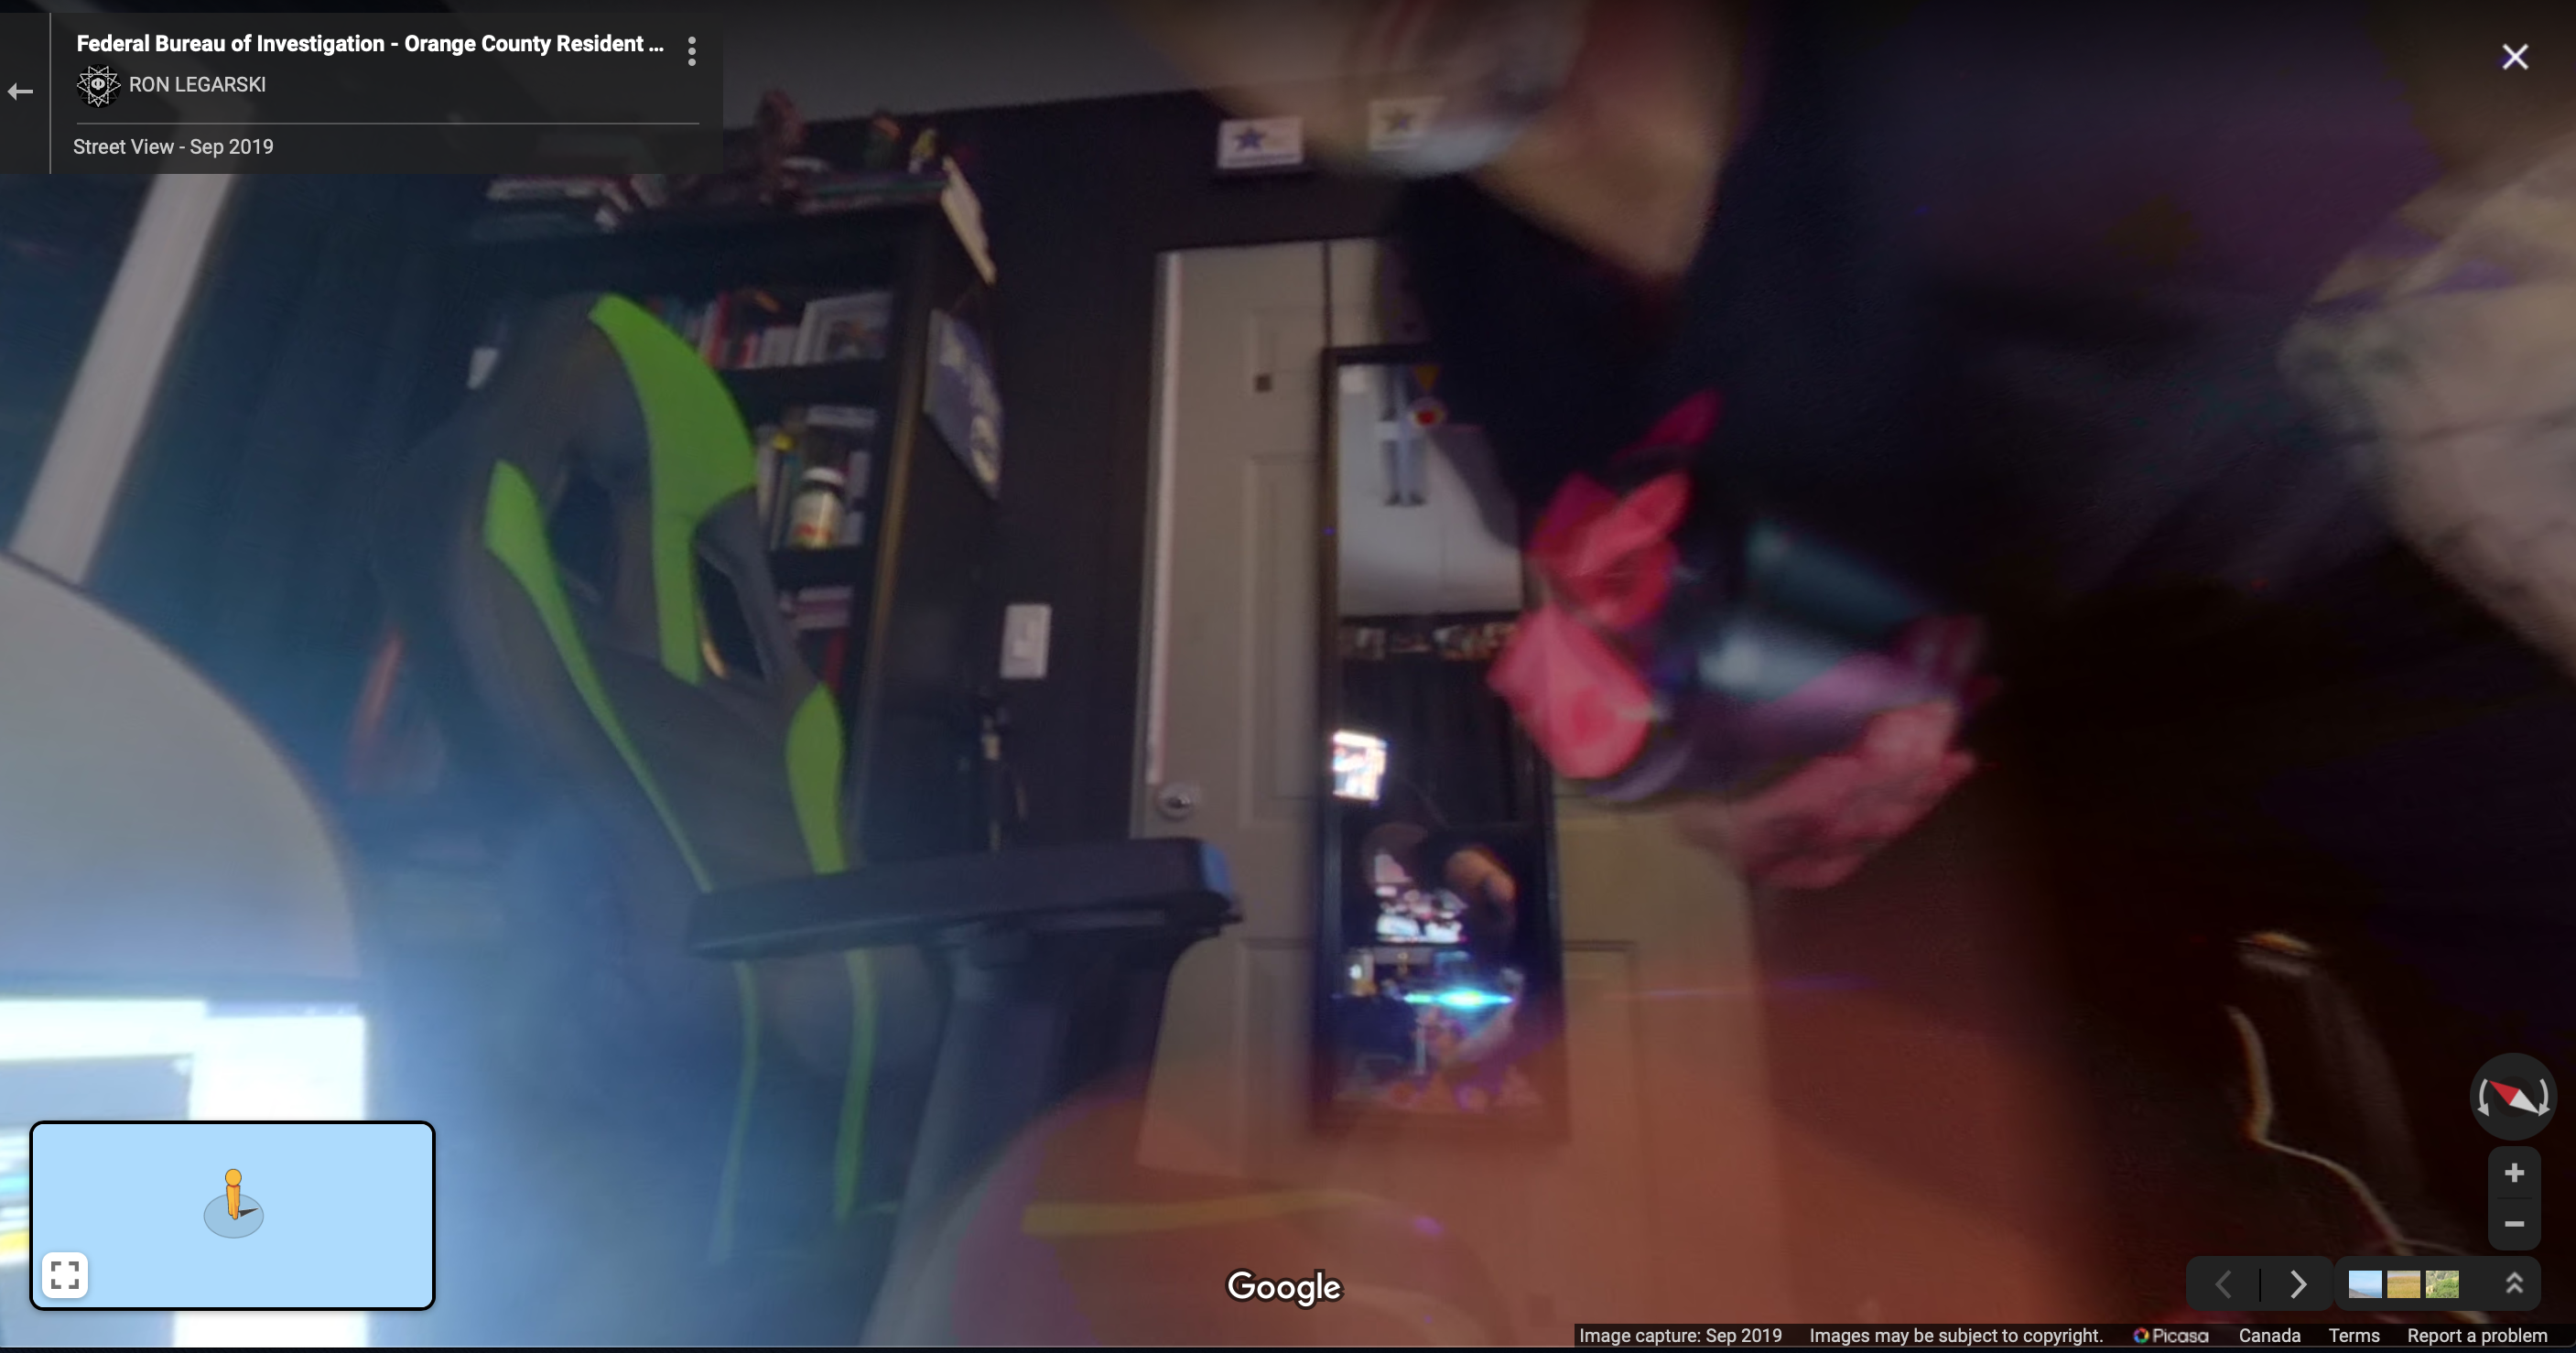 Federal Bureau of Investigation - Orange County Resident ...
RON LEGARSKI
Street View - Sep 2019
Google
Image capture: Sep 2019 Images may be subject to copyright. Picasa Canada Terms Report a problem